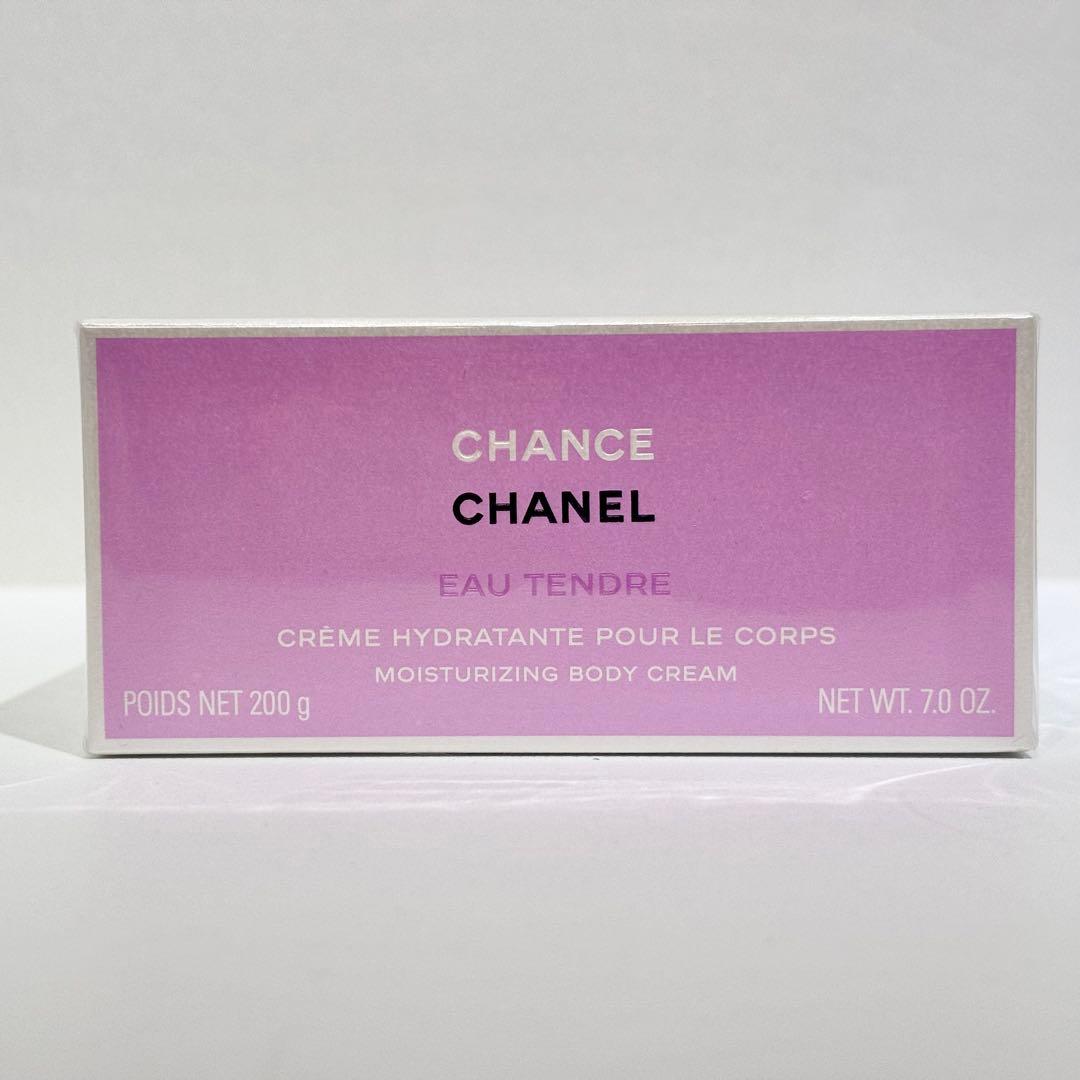 CHANCE
CHANEL
EAU TENDRE
CRÈME HYDRATANTE POUR LE CORPS
MOISTURIZING BODY CREAM
POIDS NET 200 g
NET WT. 7.0 OZ.